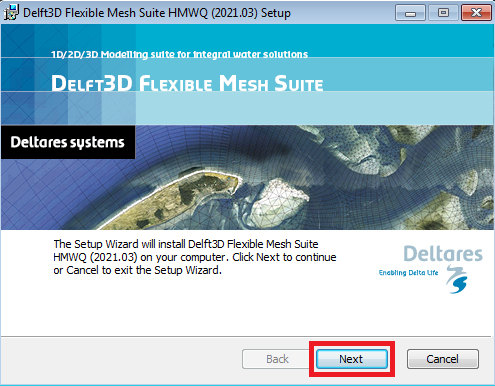 Delft3D Flexible Mesh Suite HMWQ (2021.03) Setup
1D/2D/3D Modelling suite for integral water solutions
DELFT3D FLEXIBLE MESH SUITE
Deltares systems
The Setup Wizard will install Delft3D Flexible Mesh Suite
HMWQ (2021.03) on your computer. Click Next to continue
or Cancel to exit the Setup Wizard.
Deltares
Enabling Delta Life
Back
Next
Cancel